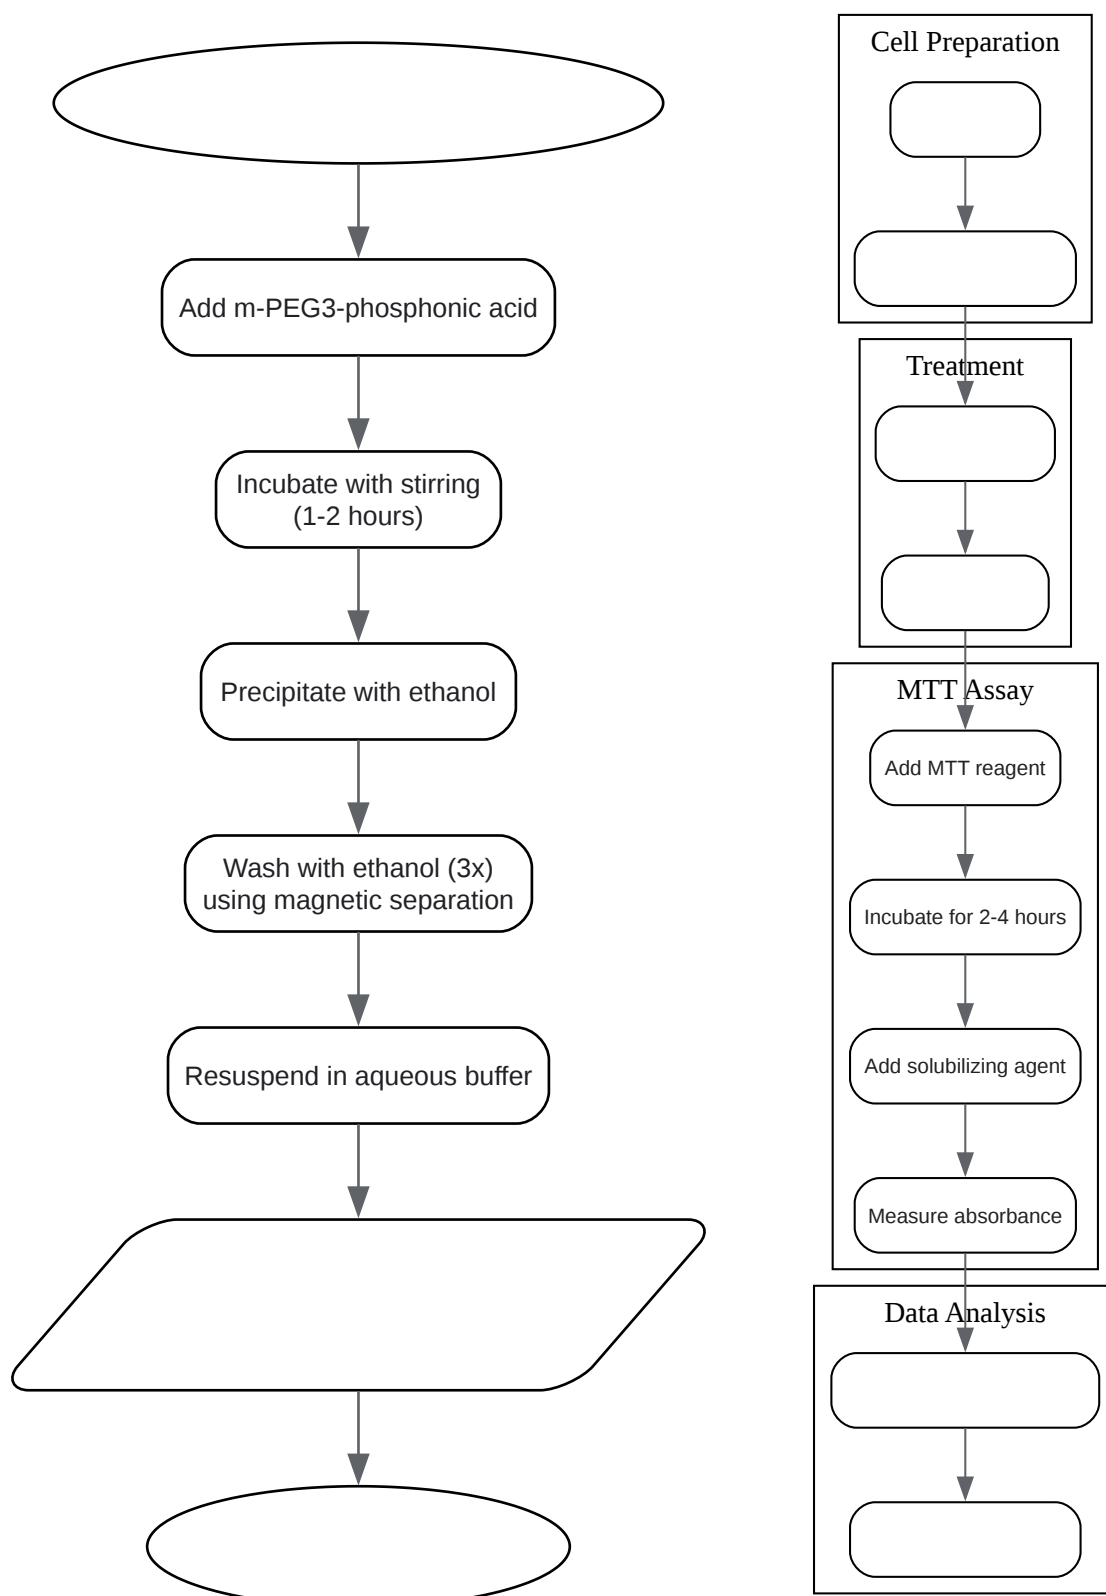 Add m-PEG3-phosphonic acid
Incubate with stirring
(1-2 hours)
Precipitate with ethanol
Wash with ethanol (3x)
using magnetic separation
Resuspend in aqueous buffer
Cell Preparation
Treatment
MTT Assay
Add MTT reagent
Incubate for 2-4 hours
Add solubilizing agent
Measure absorbance
Data Analysis